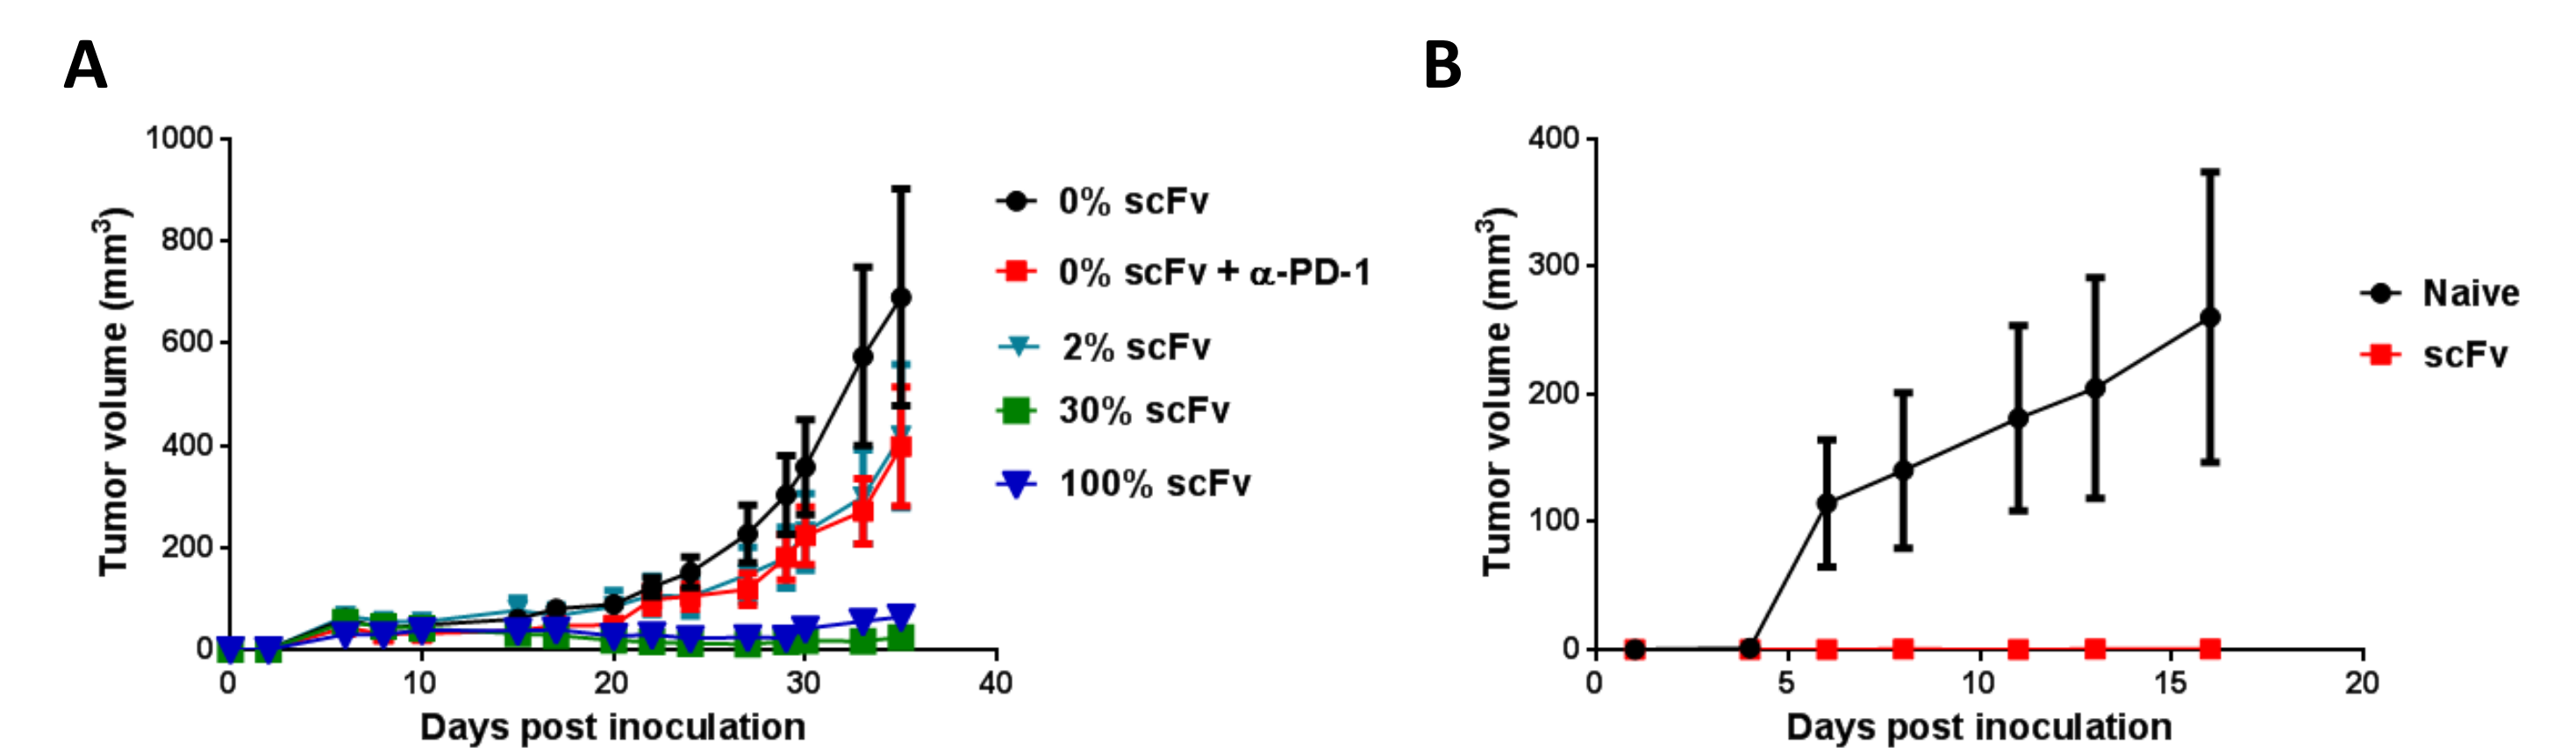 A
B
1000
800
600
400
200
0
Tumor volume (mm³)
0
10
20
30
40
Days post inoculation
0% scFv
0% scFv + α-PD-1
2% scFv
30% scFv
100% scFv
400
300
200
100
0
Tumor volume (mm³)
0
5
10
15
20
Days post inoculation
Naive
scFv